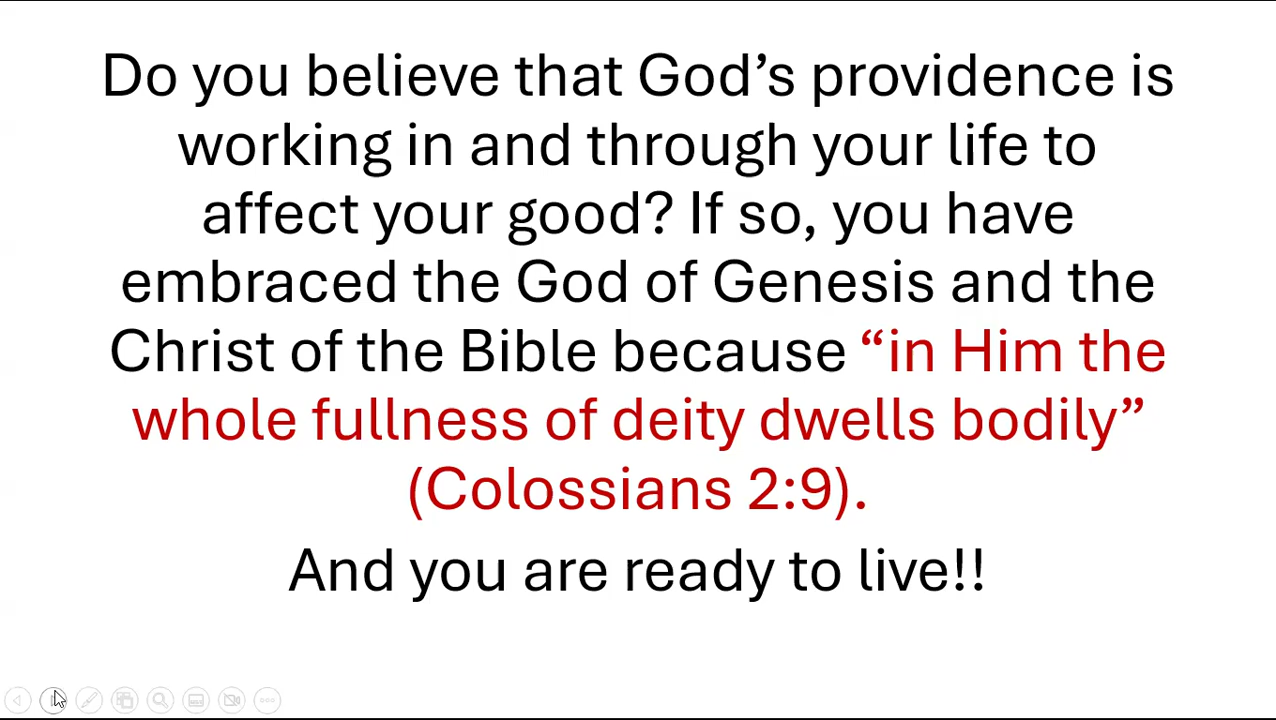 Do you believe that God’s providence is
working in and through your life to
affect your good? If so, you have
embraced the God of Genesis and the
Christ of the Bible because “in Him the
whole fullness of deity dwells bodily”
(Colossians 2:9).
And you are ready to live!!